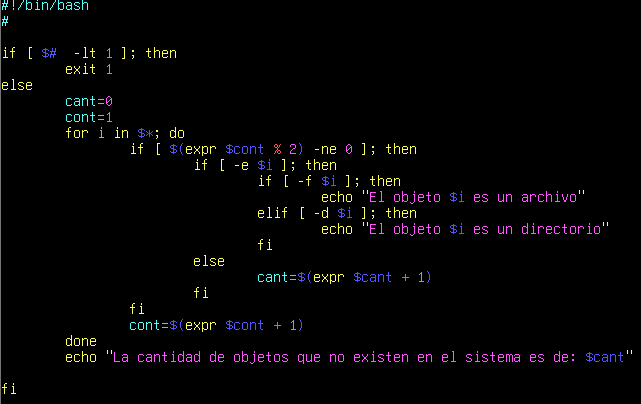 #!/bin/bash
#
if [ $#  -lt 1 ]; then
        exit 1
else
        cant=0
        cont=1
        for i in $*; do
                if [ $(expr $cont % 2) -ne 0 ]; then
                        if [ -e $i ]; then
                                if [ -f $i ]; then
                                        echo "El objeto $i es un archivo"
                                elif [ -d $i ]; then
                                        echo "El objeto $i es un directorio"
                                fi
                        else
                                cant=$(expr $cant + 1)
                        fi
                fi
                cont=$(expr $cont + 1)
        done
        echo "La cantidad de objetos que no existen en el sistema es de: $cant"
fi